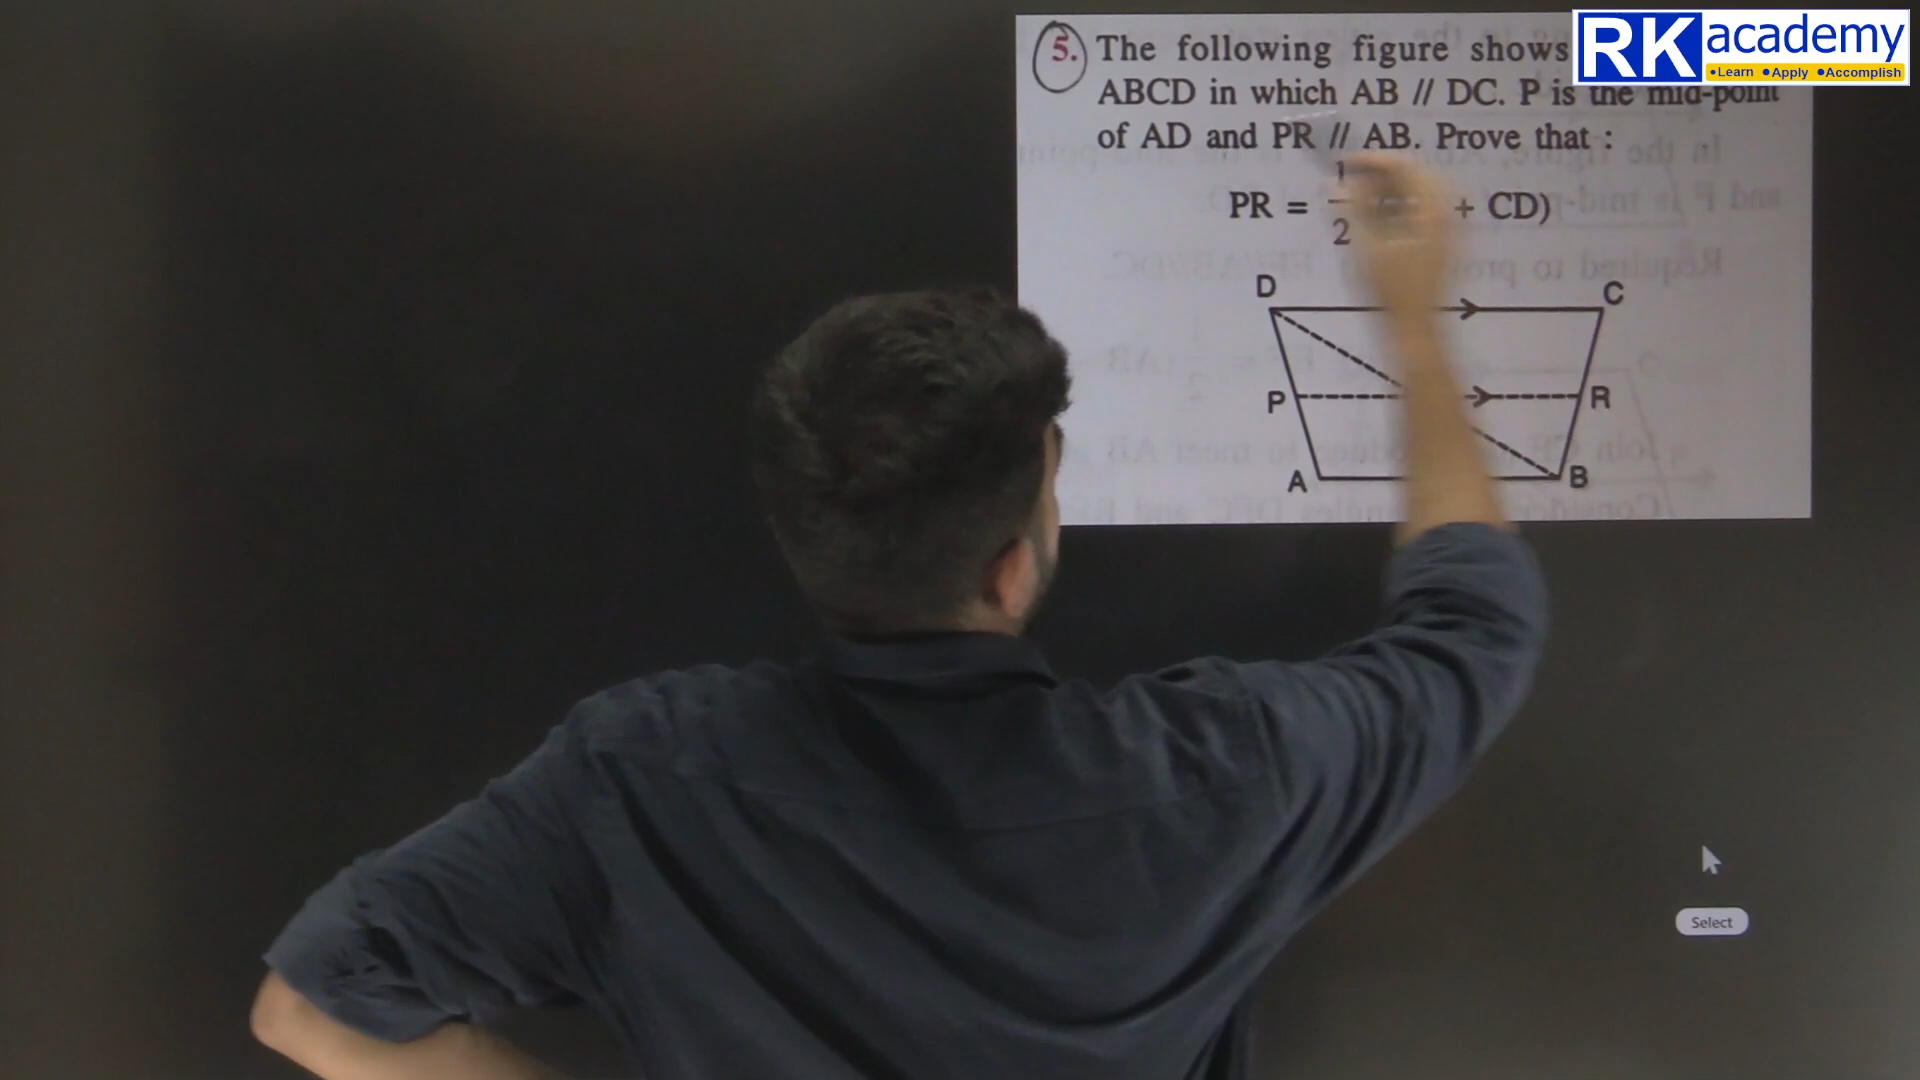 RK academy
•Learn •Apply •Accomplish
5. The following figure shows
ABCD in which AB // DC. P is the mid-point
of AD and PR // AB. Prove that :
PR = 1/2 + CD)
D C
P R
A B
Select